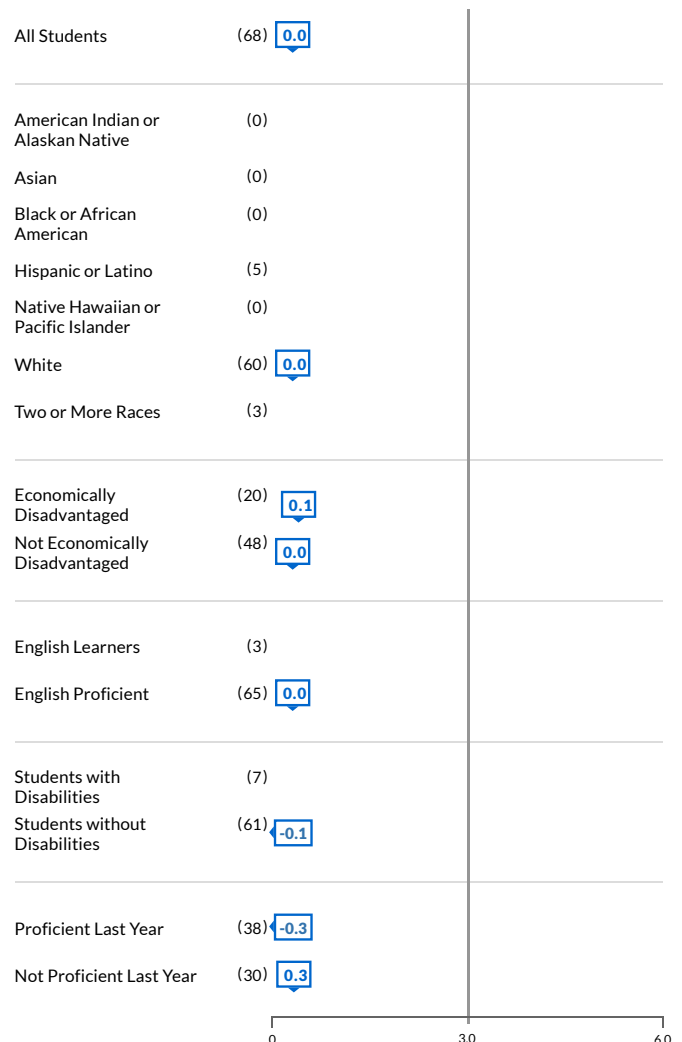 All Students (68) 0.0
American Indian or (0)
Alaskan Native
Asian (0)
Black or African (0)
American
Hispanic or Latino (5)
Native Hawaiian or (0)
Pacific Islander
White (60) 0.0
Two or More Races (3)
Economically (20) 0.1
Disadvantaged
Not Economically (48) 0.0
Disadvantaged
English Learners (3)
English Proficient (65) 0.0
Students with (7)
Disabilities
Students without (61) -0.1
Disabilities
Proficient Last Year (38) -0.3
Not Proficient Last Year (30) 0.3
0 3.0 6.0